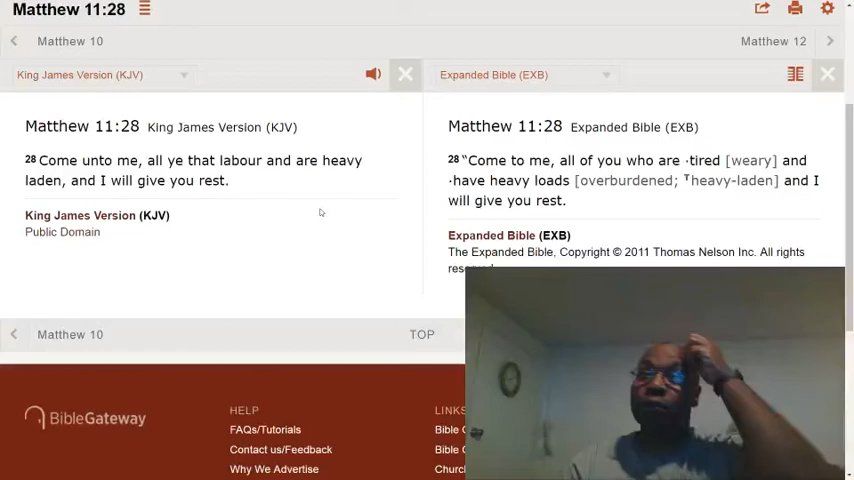 Matthew 11:28
Matthew 10
Matthew 12
King James Version (KJV)
Expanded Bible (EXB)
Matthew 11:28 King James Version (KJV)
28 Come unto me, all ye that labour and are heavy
laden, and I will give you rest.
King James Version (KJV)
Public Domain
Matthew 11:28 Expanded Bible (EXB)
28 “Come to me, all of you who are ·tired [weary] and
·have heavy loads [overburdened; Theavy-laden] and I
will give you rest.
Expanded Bible (EXB)
The Expanded Bible, Copyright © 2011 Thomas Nelson Inc. All rights
Matthew 10
TOP
BibleGateway
HELP
FAQs/Tutorials
Contact us/Feedback
Why We Advertise
LINKS
Bible
Bible
Church